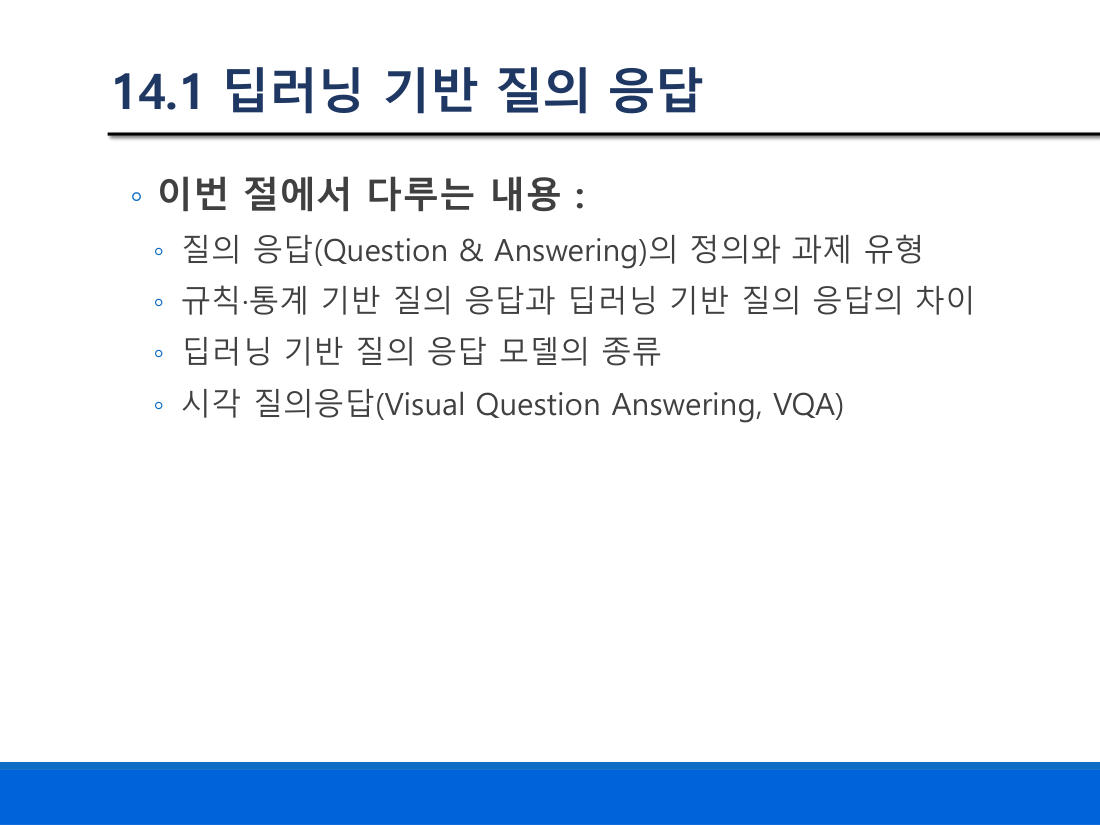 14.1 딥러닝 기반 질의 응답
◦ 이번 절에서 다루는 내용 :
◦ 질의 응답(Question & Answering)의 정의와 과제 유형
◦ 규칙·통계 기반 질의 응답과 딥러닝 기반 질의 응답의 차이
◦ 딥러닝 기반 질의 응답 모델의 종류
◦ 시각 질의응답(Visual Question Answering, VQA)